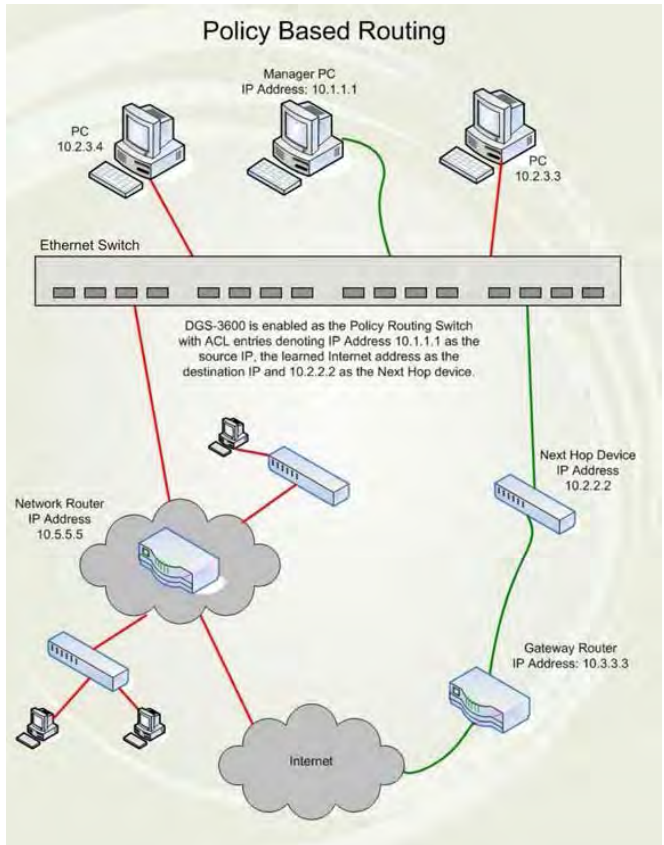 Policy Based Routing
Manager PC
IP Address: 10.1.1.1
PC
10.2.3.4
PC
10.2.3.3
Ethernet Switch
DGS-3600 is enabled as the Policy Routing Switch
with ACL entries denoting IP Address 10.1.1.1 as the
source IP, the learned Internet address as the
destination IP and 10.2.2.2 as the Next Hop device.
Next Hop Device
IP Address
10.2.2.2
Network Router
IP Address
10.5.5.5
Gateway Router
IP Address: 10.3.3.3
Internet